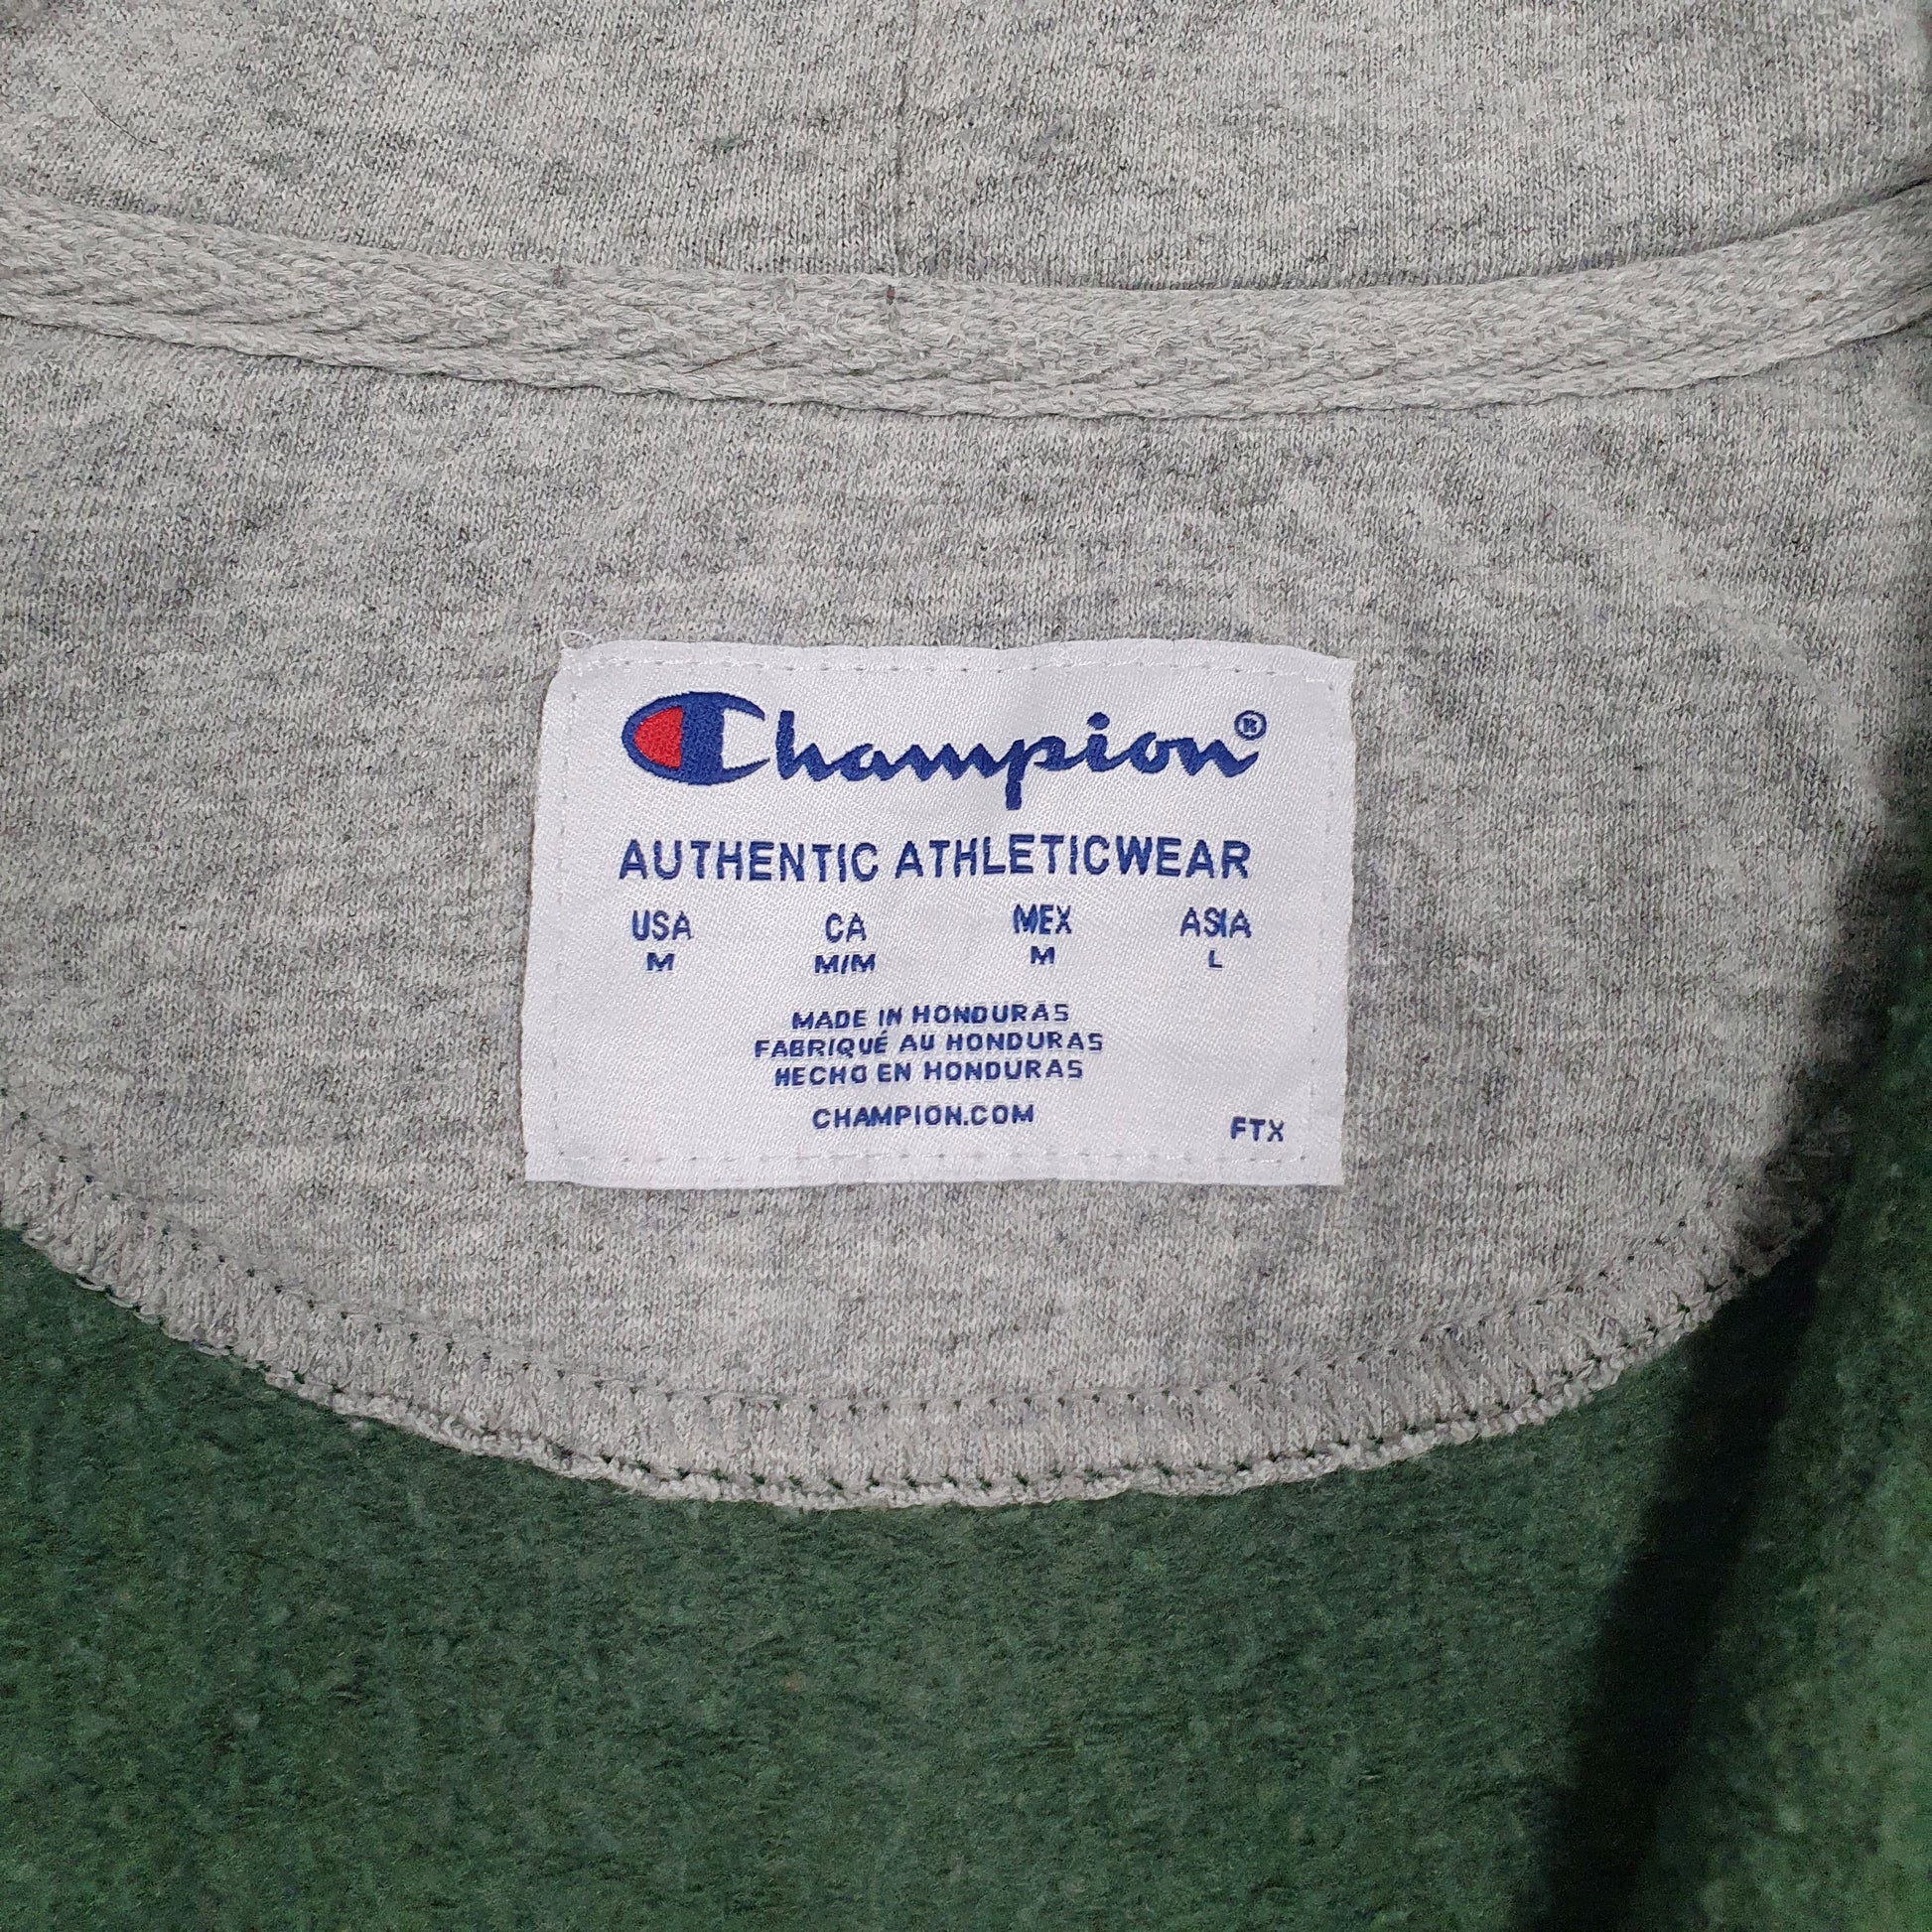 Champion®
AUTHENTIC ATHLETICWEAR
USA CA MEX ASIA
M M/M M L
MADE IN HONDURAS
FABRIQUÉ AU HONDURAS
HECHO EN HONDURAS
CHAMPION.COM
FTX